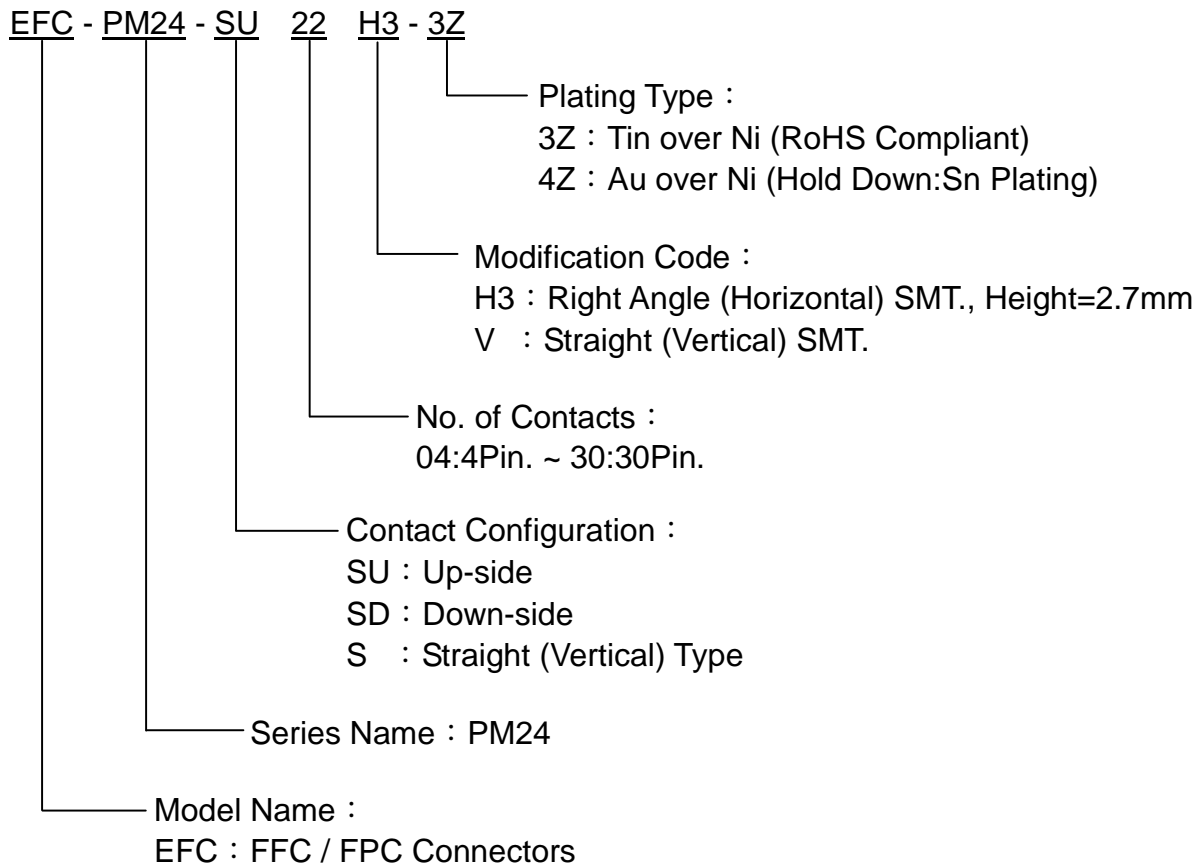 EFC - PM24 - SU 22 H3 - 3Z
Plating Type：
3Z：Tin over Ni (RoHS Compliant)
4Z：Au over Ni (Hold Down:Sn Plating)
Modification Code：
H3：Right Angle (Horizontal) SMT., Height=2.7mm
V ：Straight (Vertical) SMT.
No. of Contacts：
04:4Pin. ~ 30:30Pin.
Contact Configuration：
SU：Up-side
SD：Down-side
S ：Straight (Vertical) Type
Series Name：PM24
Model Name：
EFC：FFC / FPC Connectors